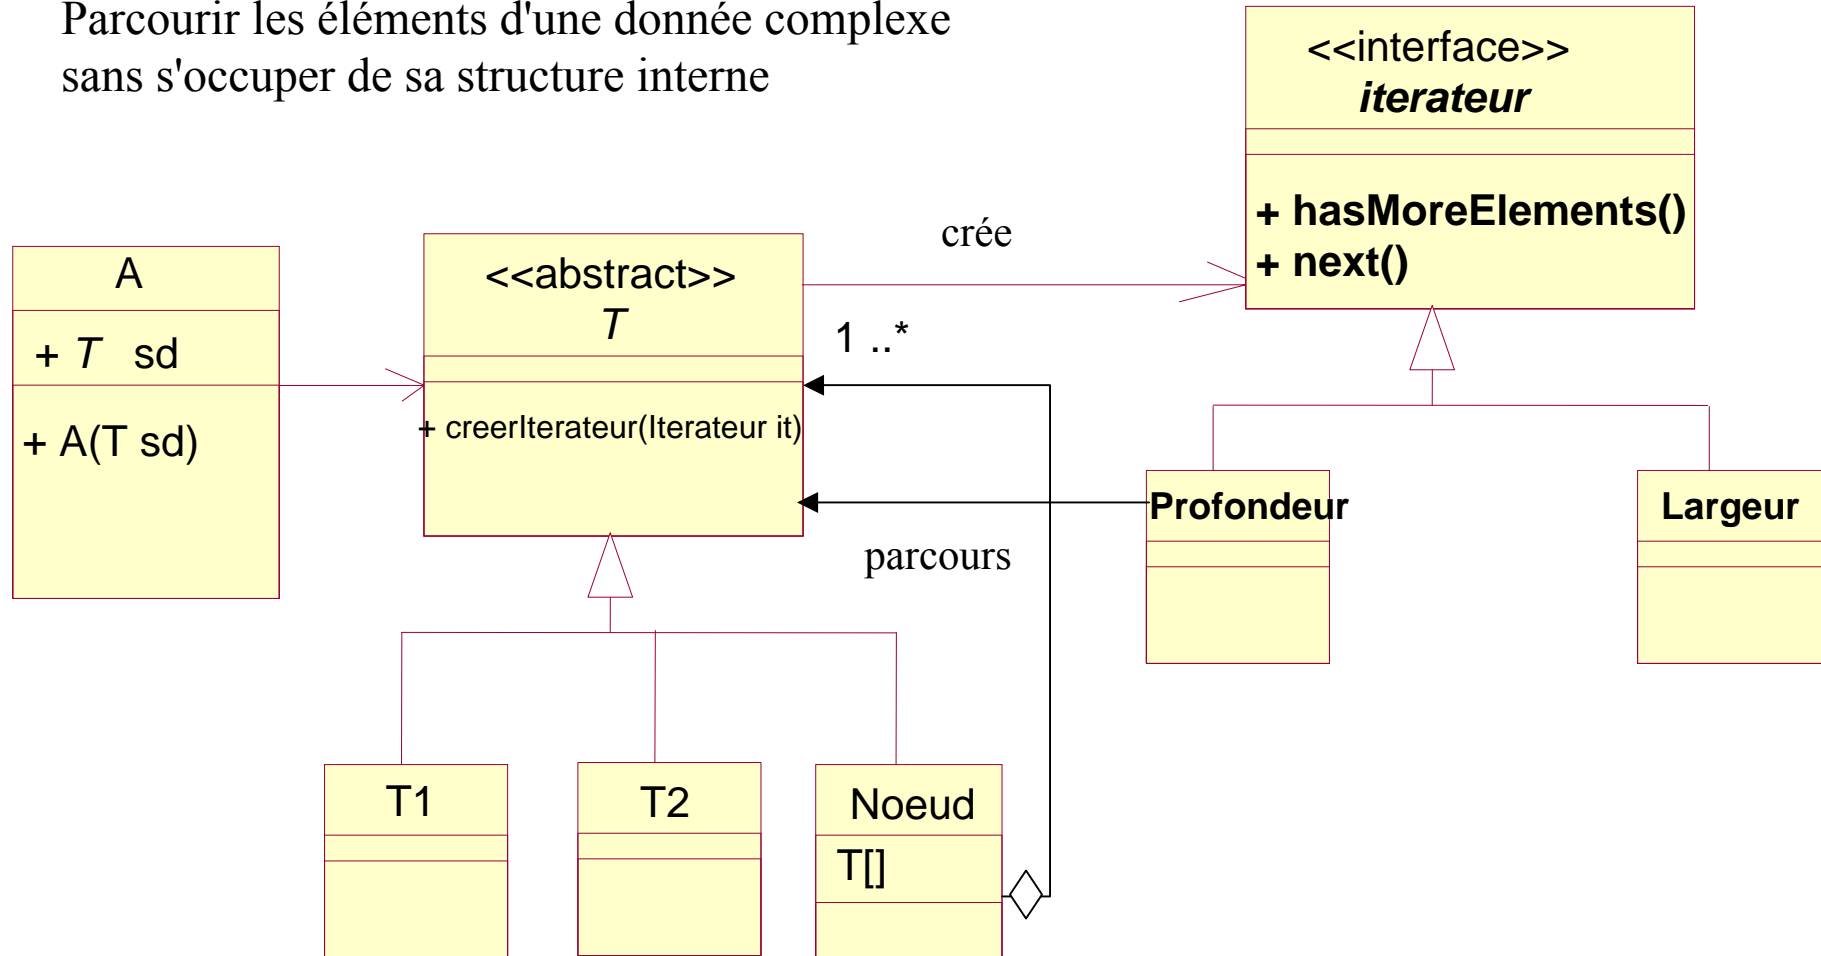 Parcourir les éléments d'une donnée complexe
sans s'occuper de sa structure interne
<<interface>>
iterateur
+ hasMoreElements()
+ next()
crée
A
+ T sd
+ A(T sd)
<<abstract>>
T
+ creerIterateur(Iterateur it)
1 ..*
parcours
Profondeur
Largeur
T1
T2
Noeud
T[]